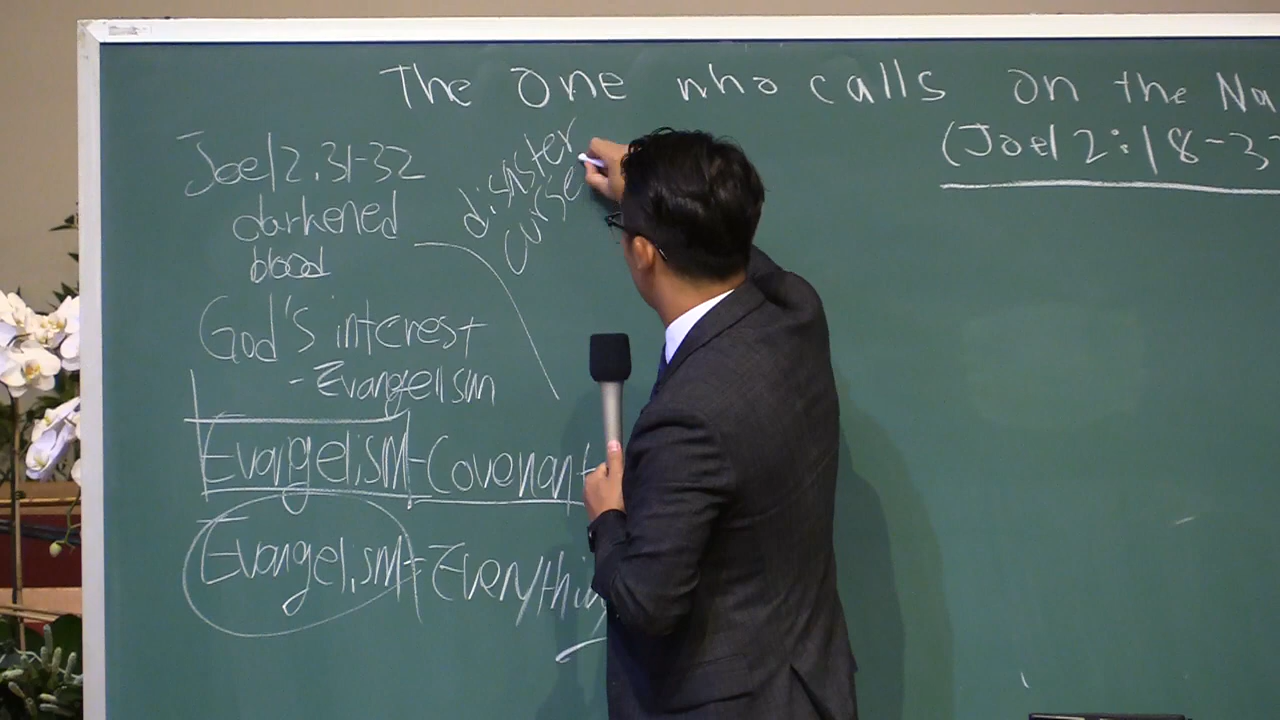 The One who calls on the Na
(Joel 2:18-3
Joel 2.31-32
darkened
blood
disaster
curse
God's interest
- Evangelism
Evangelism-Covenant
Evangelism=Everythin